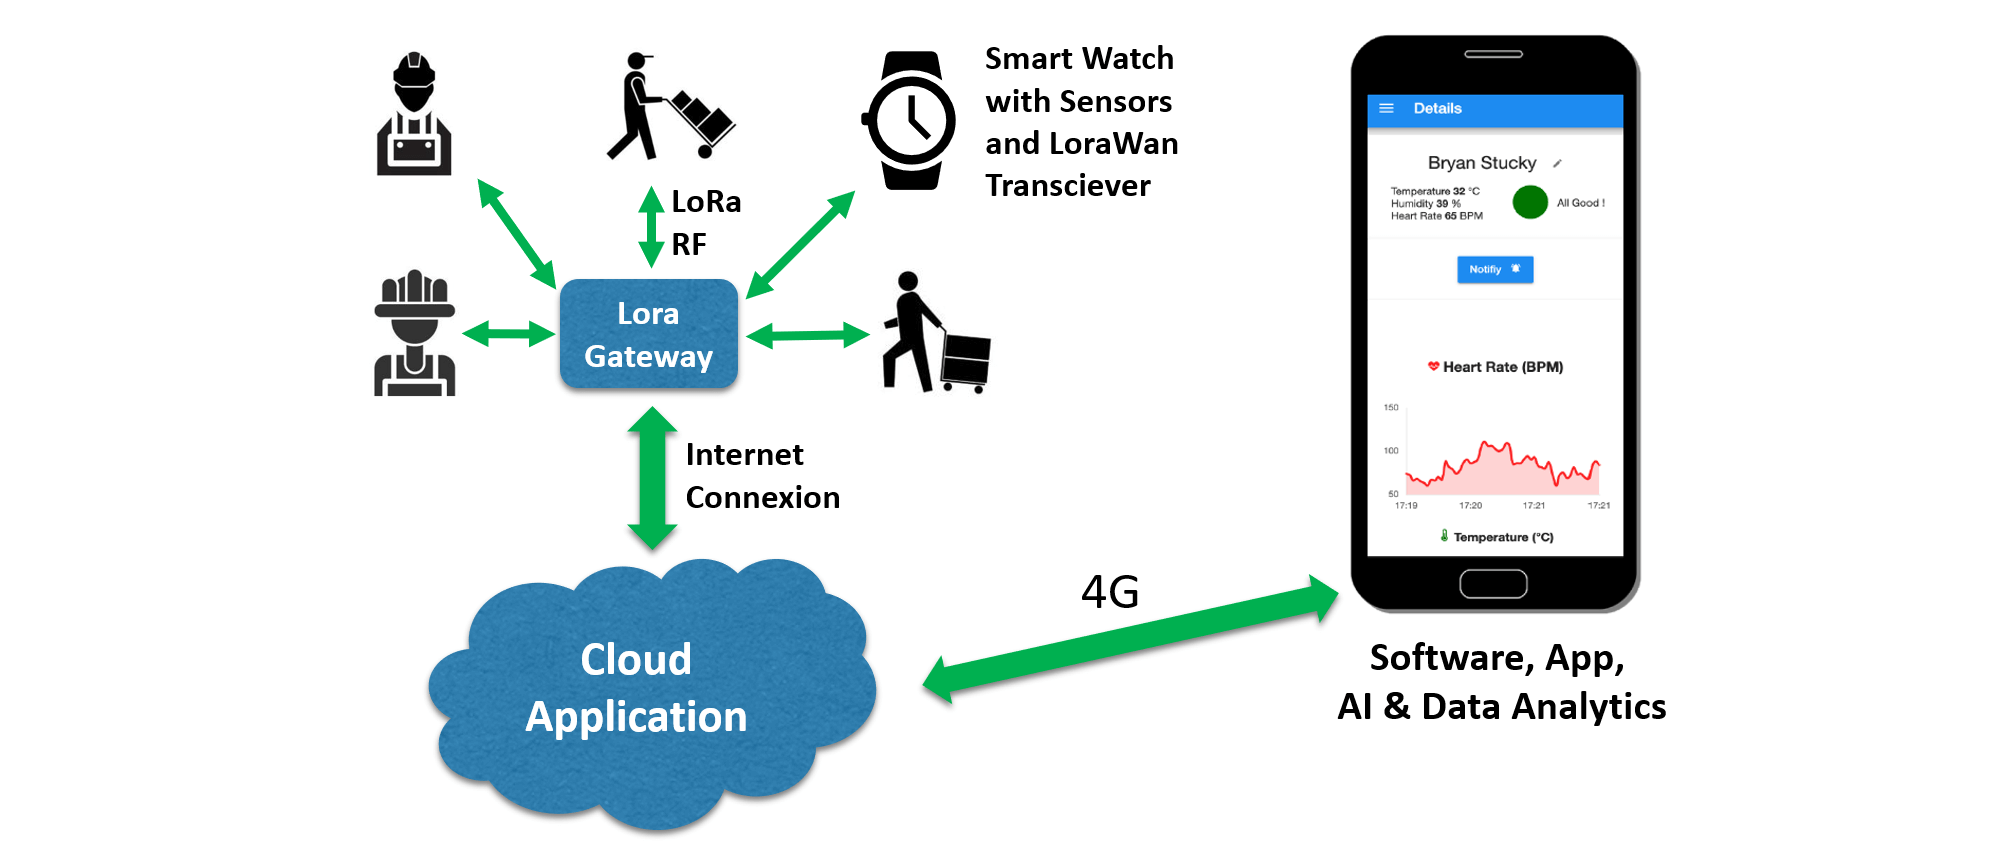 Smart Watch
with Sensors
and LoraWan
Transciever
LoRa
RF
Lora
Gateway
Internet
Connexion
Cloud
Application
4G
Details
Bryan Stucky
Temperature 32 °C
Humidity 39 %
Heart Rate 65 BPM
All Good !
Notifiy
Heart Rate (BPM)
150
100
50
17:19 17:20 17:21 17:21
Temperature (°C)
Software, App,
AI & Data Analytics